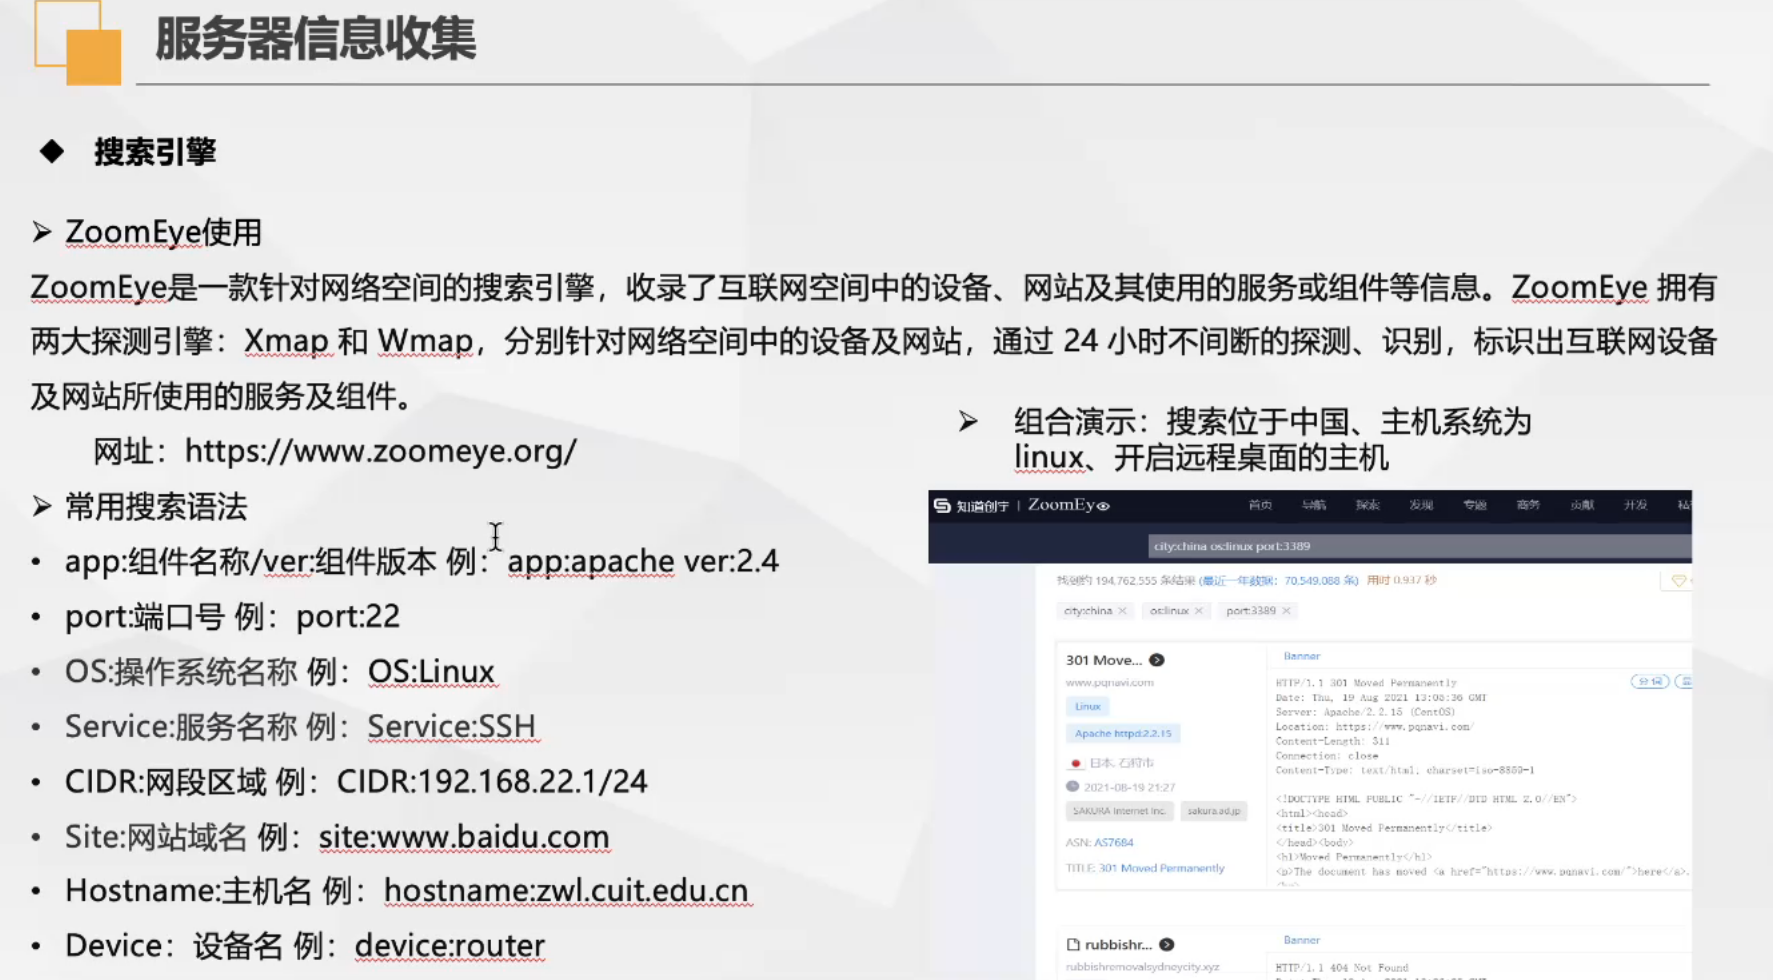 服务器信息收集
搜索引擎
ZoomEye使用
ZoomEye是一款针对网络空间的搜索引擎，收录了互联网空间中的设备、网站及其使用的服务或组件等信息。ZoomEye 拥有
两大探测引擎：Xmap 和 Wmap，分别针对网络空间中的设备及网站，通过 24 小时不间断的探测、识别，标识出互联网设备
及网站所使用的服务及组件。
网址：https://www.zoomeye.org/
常用搜索语法
app:组件名称/ver:组件版本 例：app:apache ver:2.4
port:端口号 例：port:22
OS:操作系统名称 例：OS:Linux
Service:服务名称 例：Service:SSH
CIDR:网段区域 例：CIDR:192.168.22.1/24
Site:网站域名 例：site:www.baidu.com
Hostname:主机名 例：hostname:zwl.cuit.edu.cn
Device：设备名 例：device:router
组合演示：搜索位于中国、主机系统为
linux、开启远程桌面的主机
知道创宇 | ZoomEye 首页 导航 探索 发现 专题 商务 贡献 开发
city:china os:linux port:3389
找到约 194,762,555 条结果 (最近一年数据：70,549,088 条) 用时 0.937 秒
city:china × os:linux × port:3389 ×
301 Move...
www.pqnavi.com
Linux
Apache httpd:2.2.15
日本, 石狩市
2021-08-19 21:27
SAKURA Internet Inc. sakura.ad.jp
ASN: AS7684
TITLE: 301 Moved Permanently
Banner
HTTP/1.1 301 Moved Permanently
Date: Thu, 19 Aug 2021 13:05:36 GMT
Server: Apache/2.2.15 (CentOS)
Location: https://www.pqnavi.com/
Content-Length: 311
Connection: close
Content-Type: text/html; charset=iso-8859-1
<!DOCTYPE HTML PUBLIC "-//IETF//DTD HTML 2.0//EN">
<html><head>
<title>301 Moved Permanently</title>
</head><body>
<h1>Moved Permanently</h1>
<p>The document has moved <a href="https://www.pqnavi.com/">here</a>.
分词
rubbishr...
rubbishremovalsydneycity.xyz
Banner
HTTP/1.1 404 Not Found